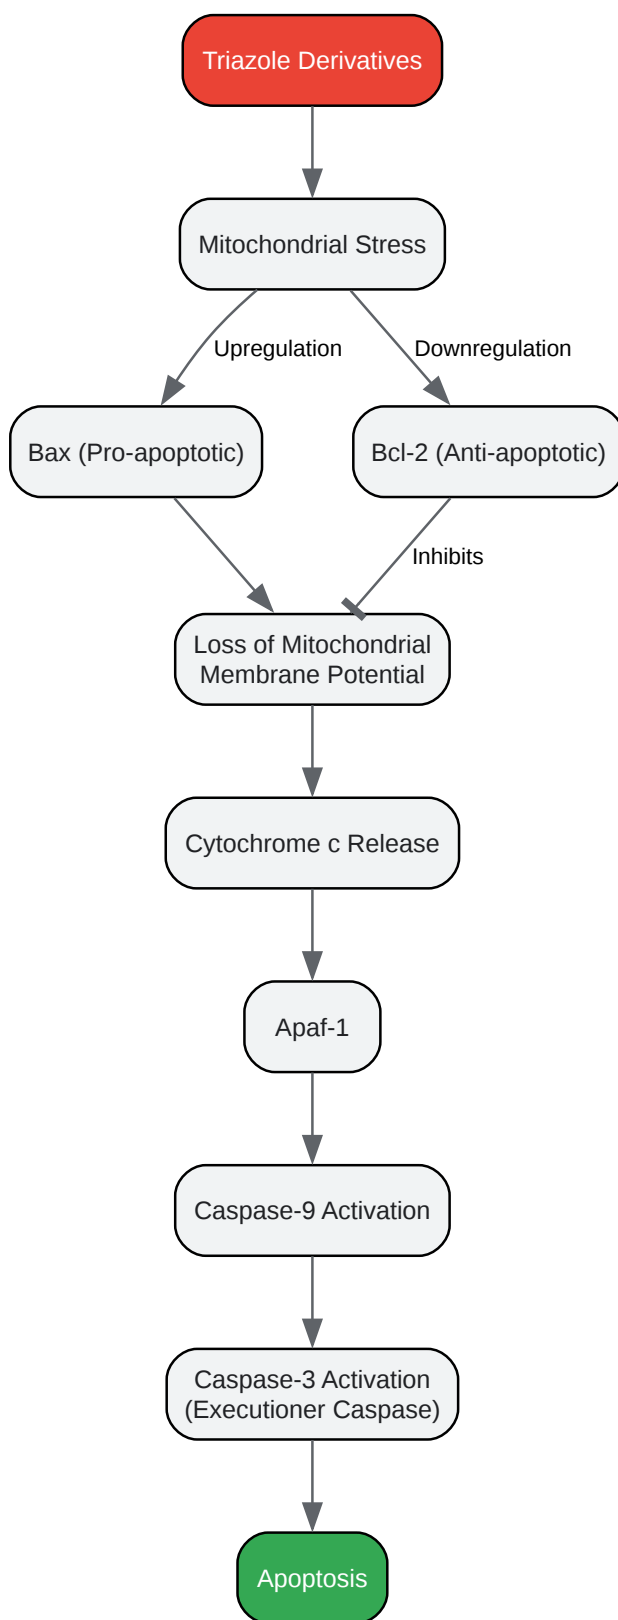 Triazole Derivatives
Mitochondrial Stress
Upregulation
Downregulation
Bax (Pro-apoptotic)
Bcl-2 (Anti-apoptotic)
Inhibits
Loss of Mitochondrial
Membrane Potential
Cytochrome c Release
Apaf-1
Caspase-9 Activation
Caspase-3 Activation
(Executioner Caspase)
Apoptosis